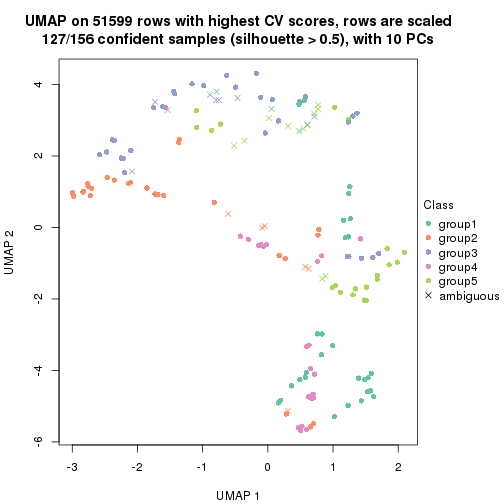 UMAP on 51599 rows with highest CV scores, rows are scaled
127/156 confident samples (silhouette > 0.5), with 10 PCs
4
2
0
-2
-4
-6
UMAP 2
-3
-2
-1
0
1
2
UMAP 1
Class
group1
group2
group3
group4
group5
ambiguous